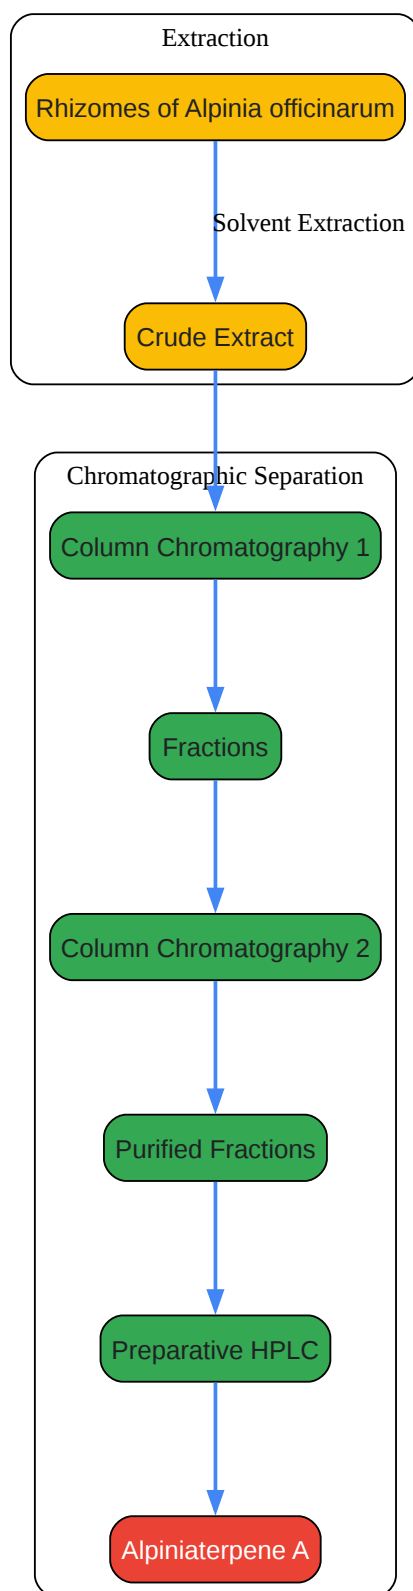 Extraction
Rhizomes of Alpinia officinarum
Solvent Extraction
Crude Extract
Chromatographic Separation
Column Chromatography 1
Fractions
Column Chromatography 2
Purified Fractions
Preparative HPLC
Alpiniaterpene A